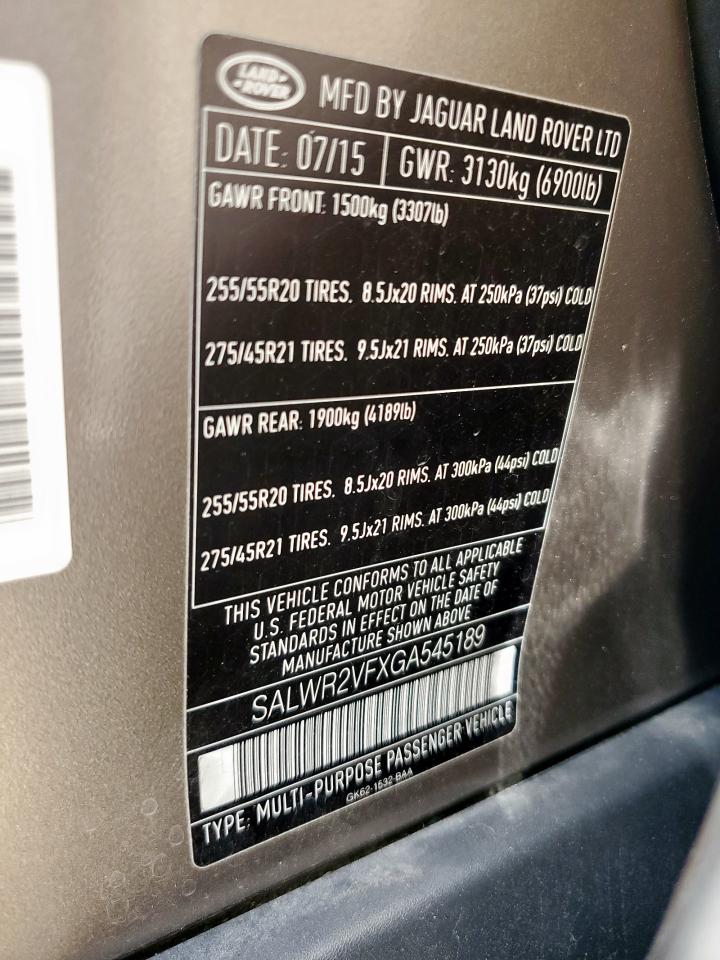 LAND-
-ROVER
MFD BY JAGUAR LAND ROVER LTD
DATE: 07/15 GWR: 3130kg (6900lb)
GAWR FRONT: 1500kg (3307lb)
255/55R20 TIRES. 8.5Jx20 RIMS. AT 250kPa (37psi) COLD
275/45R21 TIRES. 9.5Jx21 RIMS. AT 250kPa (37psi) COLD
GAWR REAR: 1900kg (4189lb)
255/55R20 TIRES. 8.5Jx20 RIMS. AT 300kPa (44psi) COLD
275/45R21 TIRES. 9.5Jx21 RIMS. AT 300kPa (44psi) COLD
THIS VEHICLE CONFORMS TO ALL APPLICABLE
U.S. FEDERAL MOTOR VEHICLE SAFETY
STANDARDS IN EFFECT ON THE DATE OF
MANUFACTURE SHOWN ABOVE
SALWR2VFXGA545189
TYPE: MULTI-PURPOSE PASSENGER VEHICLE
GK62-1532-BAA